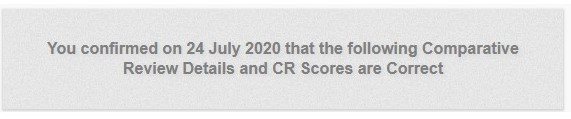 You confirmed on 24 July 2020 that the following Comparative
Review Details and CR Scores are Correct